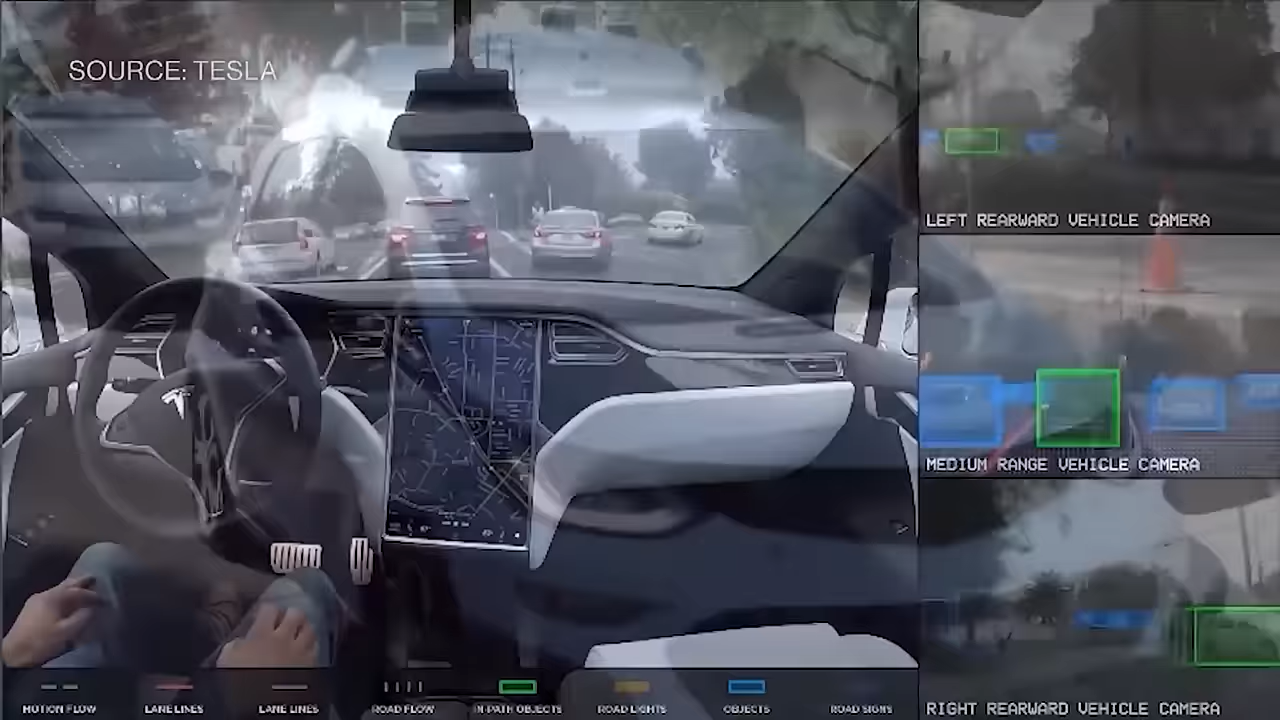 SOURCE: TESLA
LEFT REARWARD VEHICLE CAMERA
MEDIUM RANGE VEHICLE CAMERA
RIGHT REARWARD VEHICLE CAMERA
MOTION FLOW
LANE LINES
LANE LINES
ROAD FLOW
IN-PATH OBJECTS
ROAD LIGHTS
OBJECTS
ROAD SIGNS